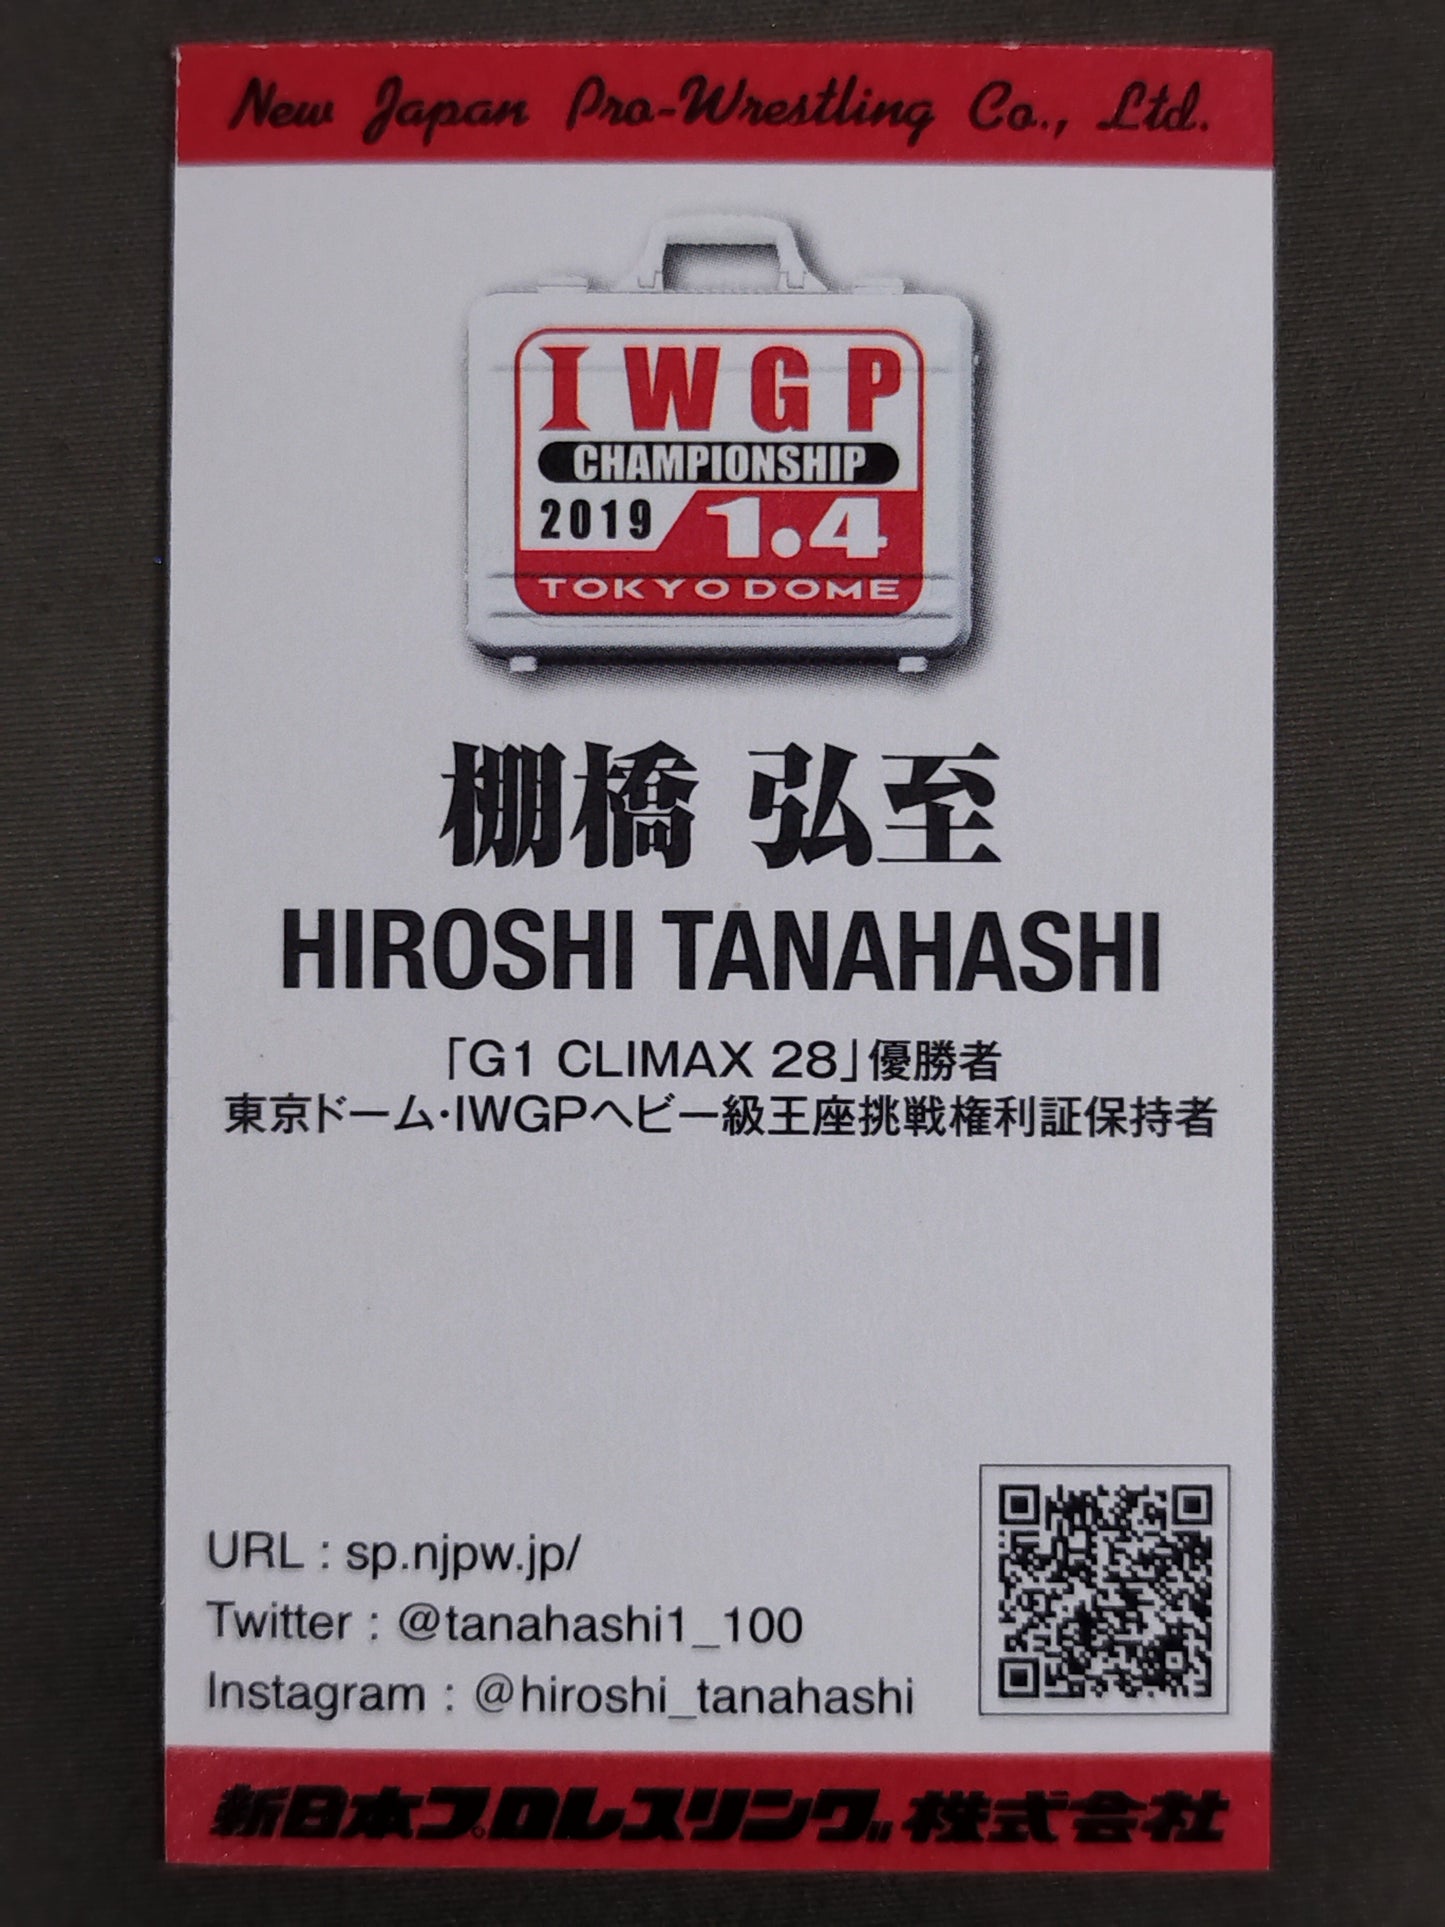 New Japan Pro-Wrestling Co., Ltd.
IWGP
CHAMPIONSHIP
2019 1.4
TOKYO DOME
棚橋 弘至
HIROSHI TANAHASHI
「G1 CLIMAX 28」優勝者
東京ドーム・IWGPヘビー級王座挑戦権利証保持者
URL : sp.njpw.jp/
Twitter : @tanahashi1_100
Instagram : @hiroshi_tanahashi
新日本プロレスリング株式会社